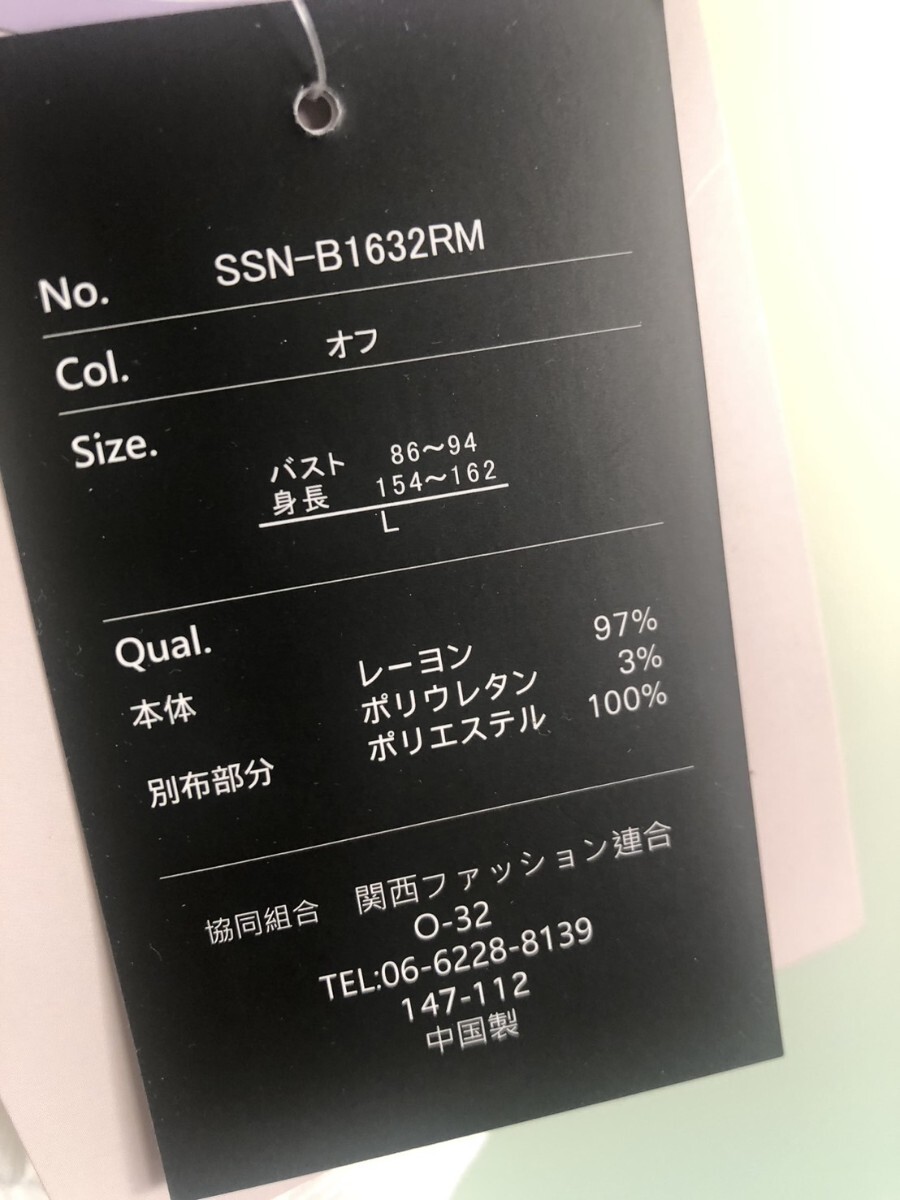 No. SSN-B1632RM
Col. オフ
Size.
バスト 86〜94
身長 154〜162
L
Qual.
本体 レーヨン 97%
ポリウレタン 3%
別布部分 ポリエステル 100%
協同組合 関西ファッション連合
O-32
TEL:06-6228-8139
147-112
中国製